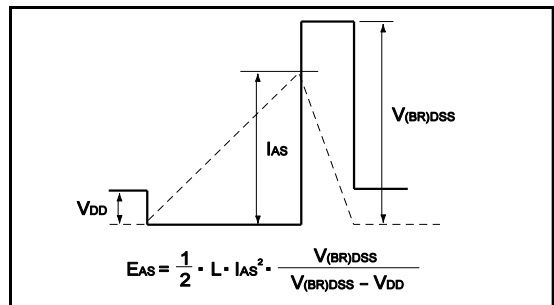 V(BR)DSS
IAS
VDD
EAS = 1/2 · L · IAS² · V(BR)DSS / V(BR)DSS – VDD